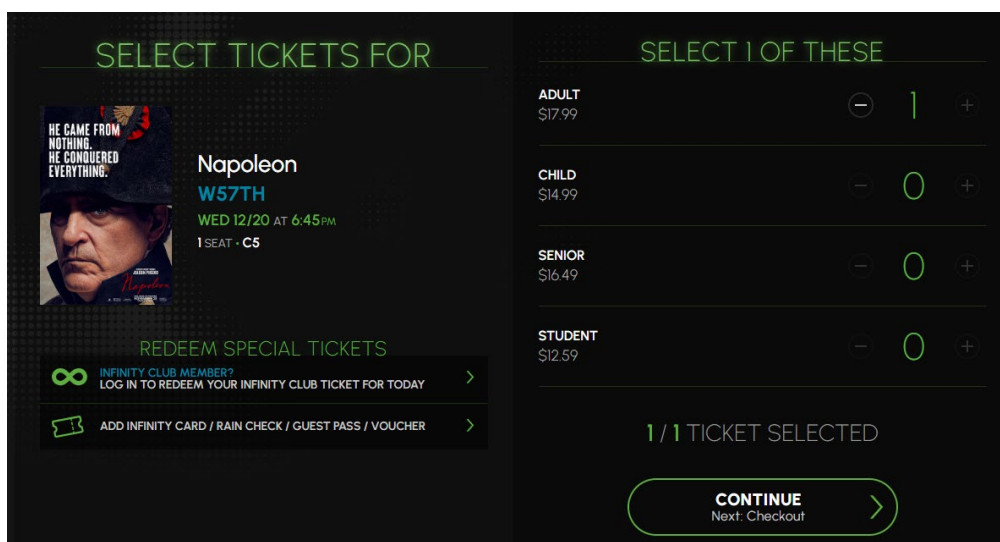 SELECT TICKETS FOR
HE CAME FROM
NOTHING.
HE CONQUERED
EVERYTHING.
Napoleon
Napoleon
W57TH
WED 12/20 AT 6:45PM
1 SEAT • C5
REDEEM SPECIAL TICKETS
INFINITY CLUB MEMBER?
LOG IN TO REDEEM YOUR INFINITY CLUB TICKET FOR TODAY
ADD INFINITY CARD / RAIN CHECK / GUEST PASS / VOUCHER
SELECT 1 OF THESE
ADULT
$17.99
− 1 +
CHILD
$14.99
− 0 +
SENIOR
$16.49
− 0 +
STUDENT
$12.59
− 0 +
1 / 1 TICKET SELECTED
CONTINUE
Next: Checkout